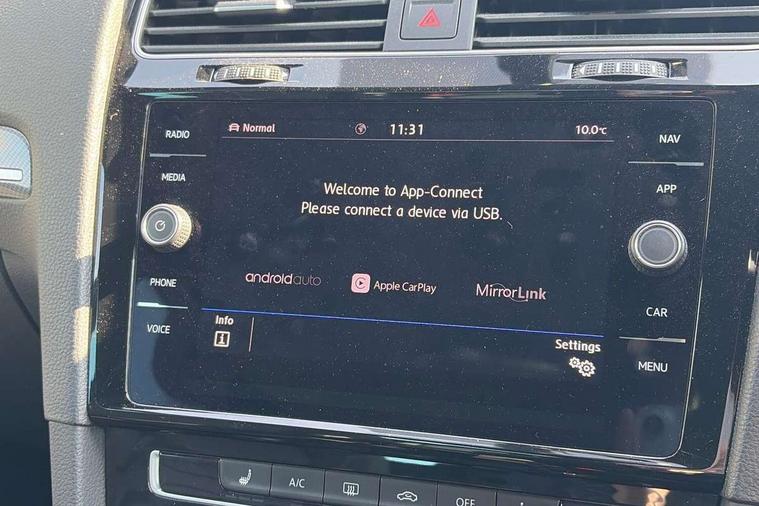 RADIO
MEDIA
PHONE
VOICE
Normal
11:31
10.0°C
Welcome to App-Connect
Please connect a device via USB.
androidauto
Apple CarPlay
MirrorLink
Info
i
Settings
NAV
APP
CAR
MENU
A/C
OFF